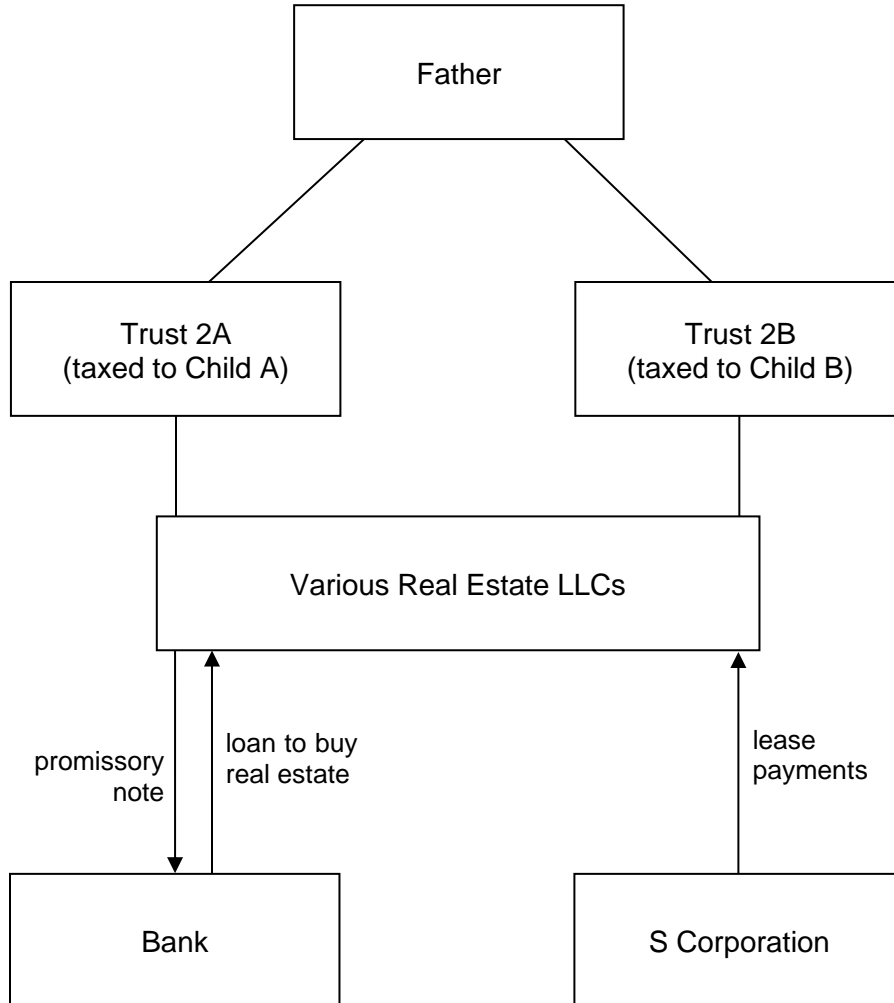 Father
Trust 2A
(taxed to Child A)
Trust 2B
(taxed to Child B)
Various Real Estate LLCs
promissory
note
loan to buy
real estate
lease
payments
Bank
S Corporation